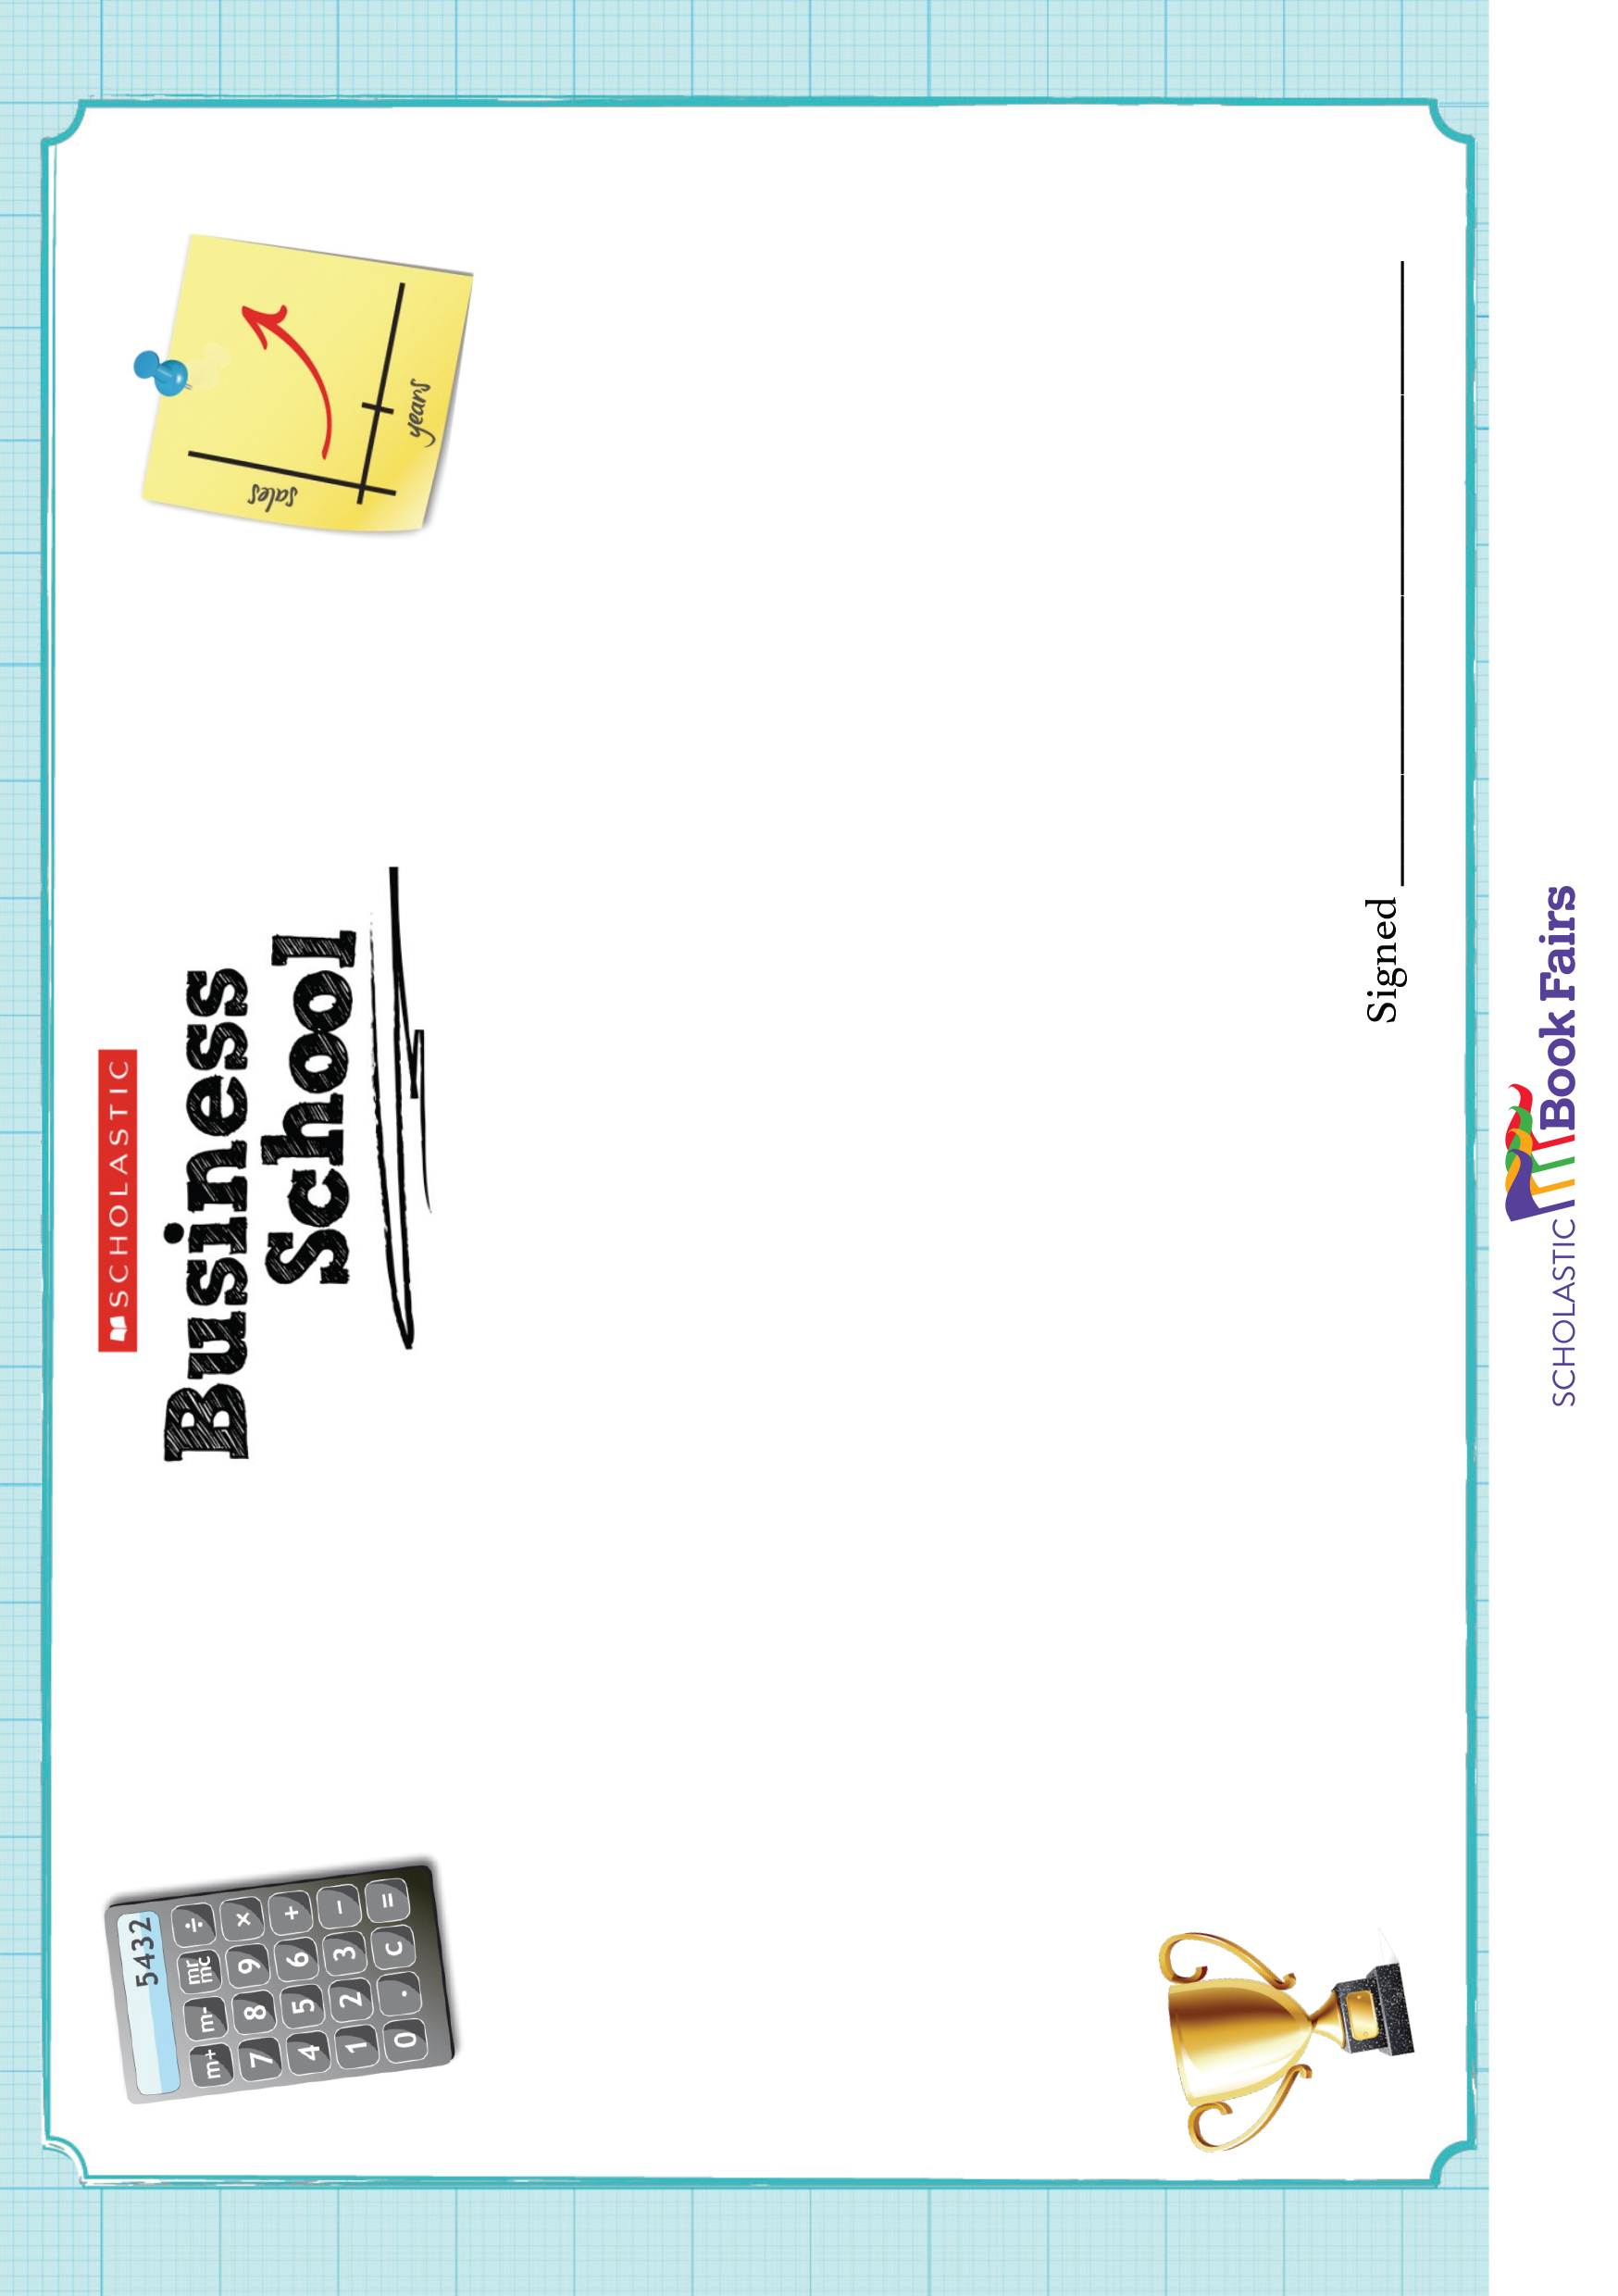 SCHOLASTIC
Business
School
5432
m+ m- mr mc ÷
7 8 9 ×
4 5 6 +
1 2 3 −
0 . C =
sales
years
Signed
SCHOLASTIC Book Fairs